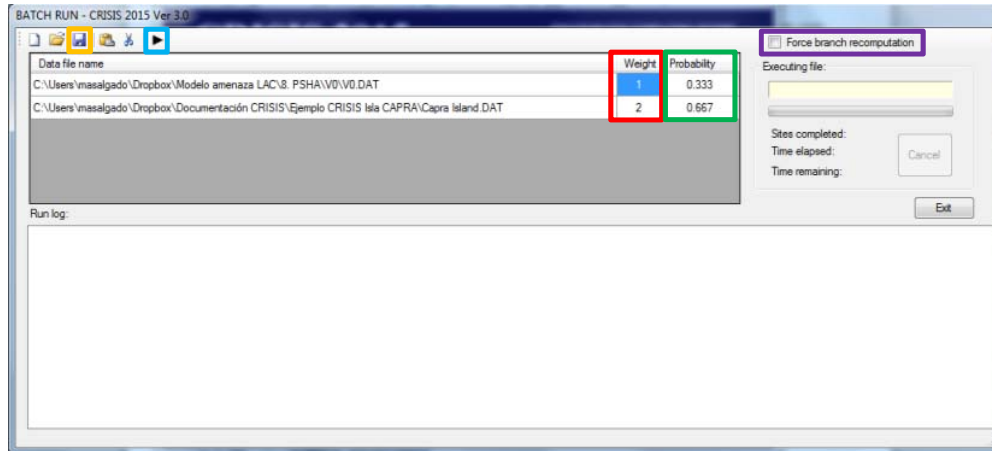 BATCH RUN - CRISIS 2015 Ver 3.0
Force branch recomputation
Data file name Weight Probability
Executing file:
C:\Users\masalgado\Dropbox\Modelo amenaza LAC\8. PSHA\V0\V0.DAT 1 0.333
C:\Users\masalgado\Dropbox\Documentación CRISIS\Ejemplo CRISIS Isla CAPRA\Capra Island.DAT 2 0.667
Sites completed:
Time elapsed:
Cancel
Time remaining:
Exit
Run log: